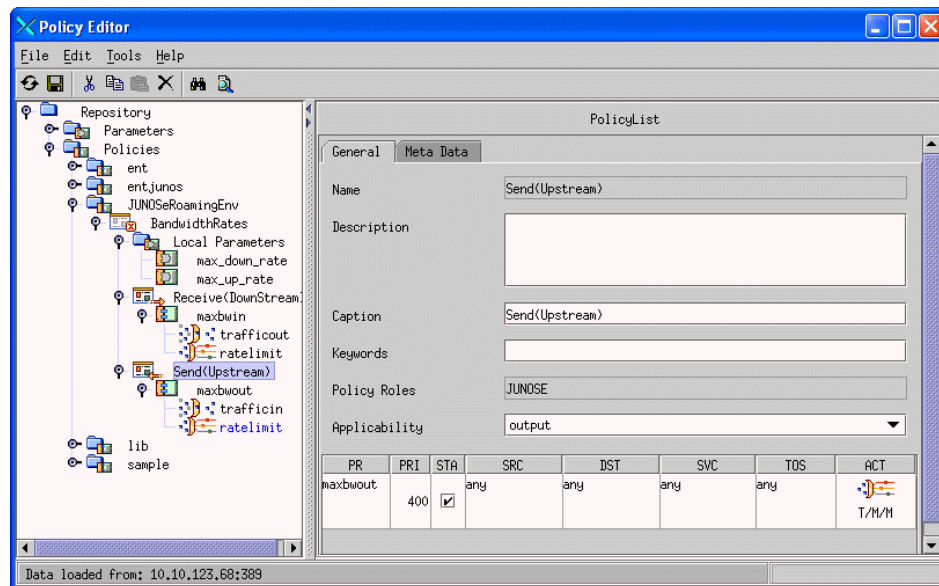 Policy Editor
File Edit Tools Help
Repository
Parameters
Policies
ent
entjunos
JUNOSeRoamingEnv
BandwidthRates
Local Parameters
max_down_rate
max_up_rate
Receive(DownStream)
maxbwin
trafficout
ratelimit
Send(Upstream)
maxbwout
trafficin
ratelimit
lib
sample
PolicyList
General Meta Data
Name Send(Upstream)
Description
Caption Send(Upstream)
Keywords
Policy Roles JUNOSE
Applicability output
PR PRI STA SRC DST SVC TOS ACT
maxbwout 400 any any any any T/M/M
Data loaded from: 10.10.123.68:389